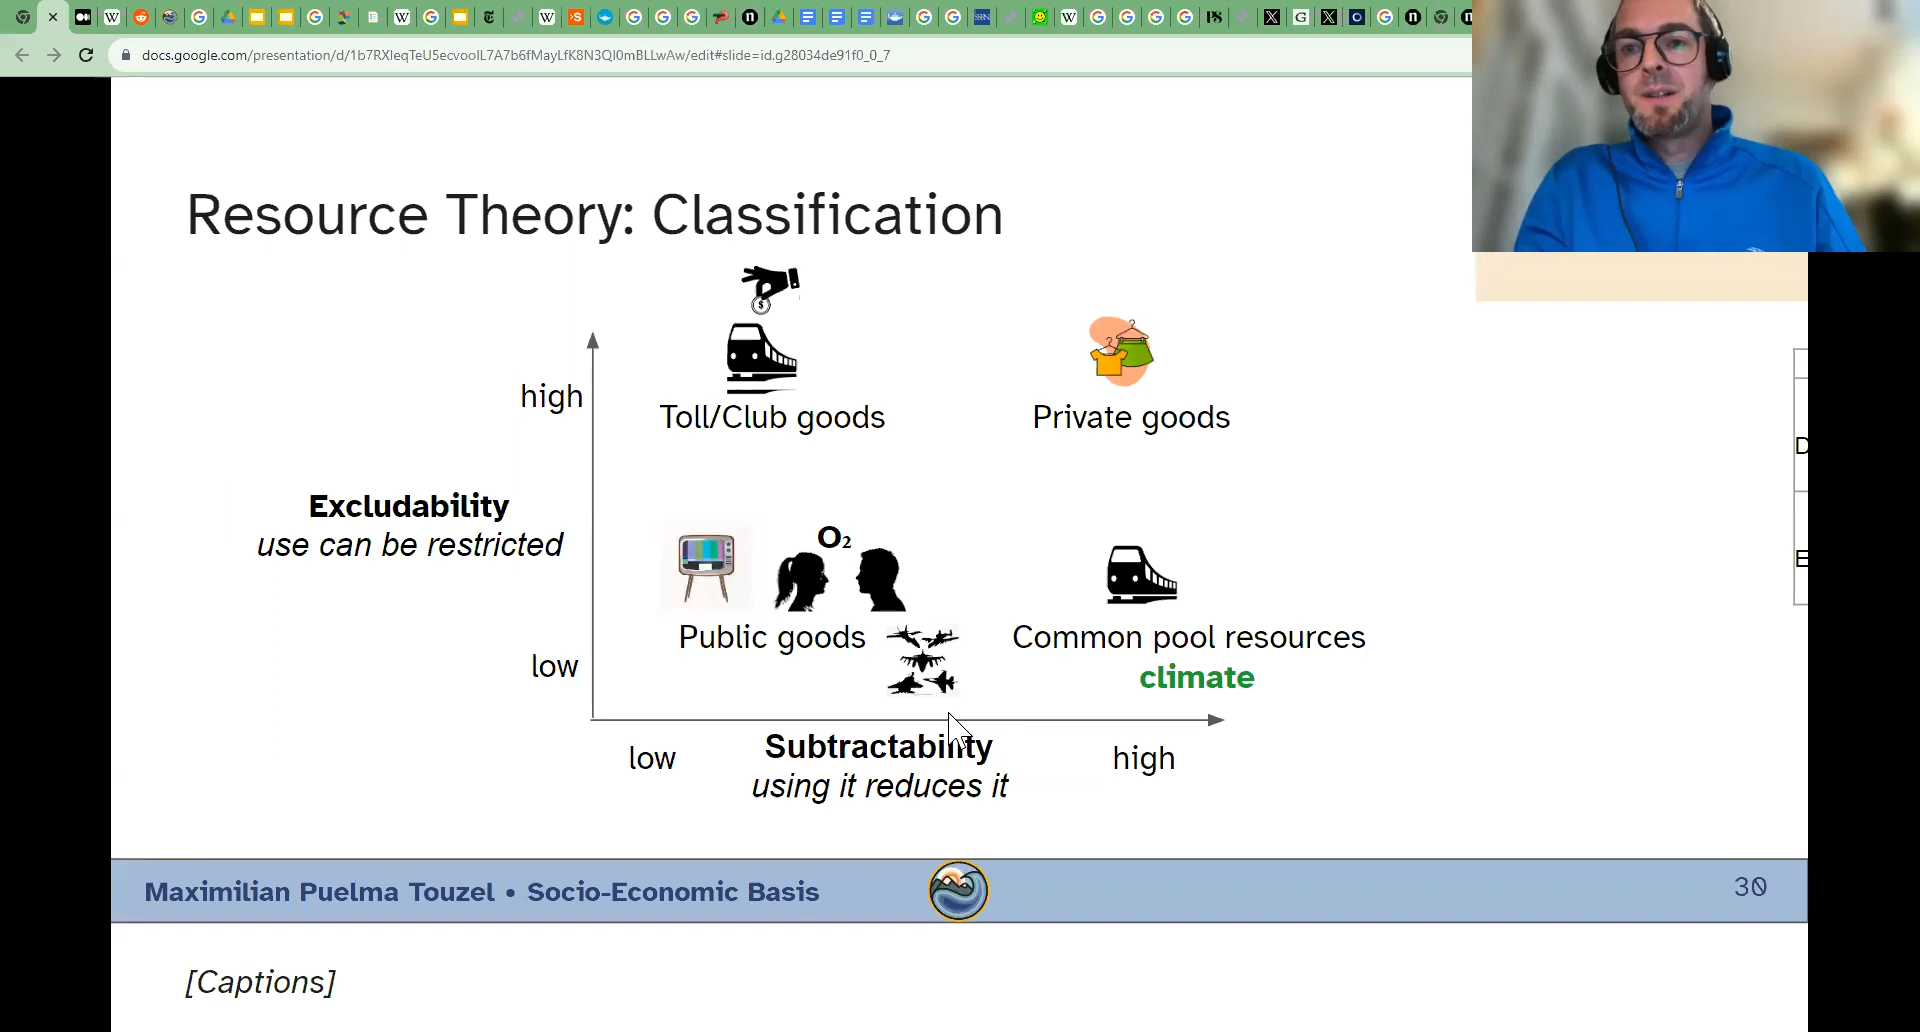 docs.google.com/presentation/d/1b7RXIeqTeU5ecvooIL7A7b6fMayLfK8N3QI0mBLLwAw/edit#slide=id.g28034de91f0_0_7
Resource Theory: Classification
$
high
Toll/Club goods
Private goods
Excludability
use can be restricted
O₂
D
E
Public goods
Common pool resources
low
climate
Subtractability
low
high
using it reduces it
Maximilian Puelma Touzel • Socio-Economic Basis
30
[Captions]